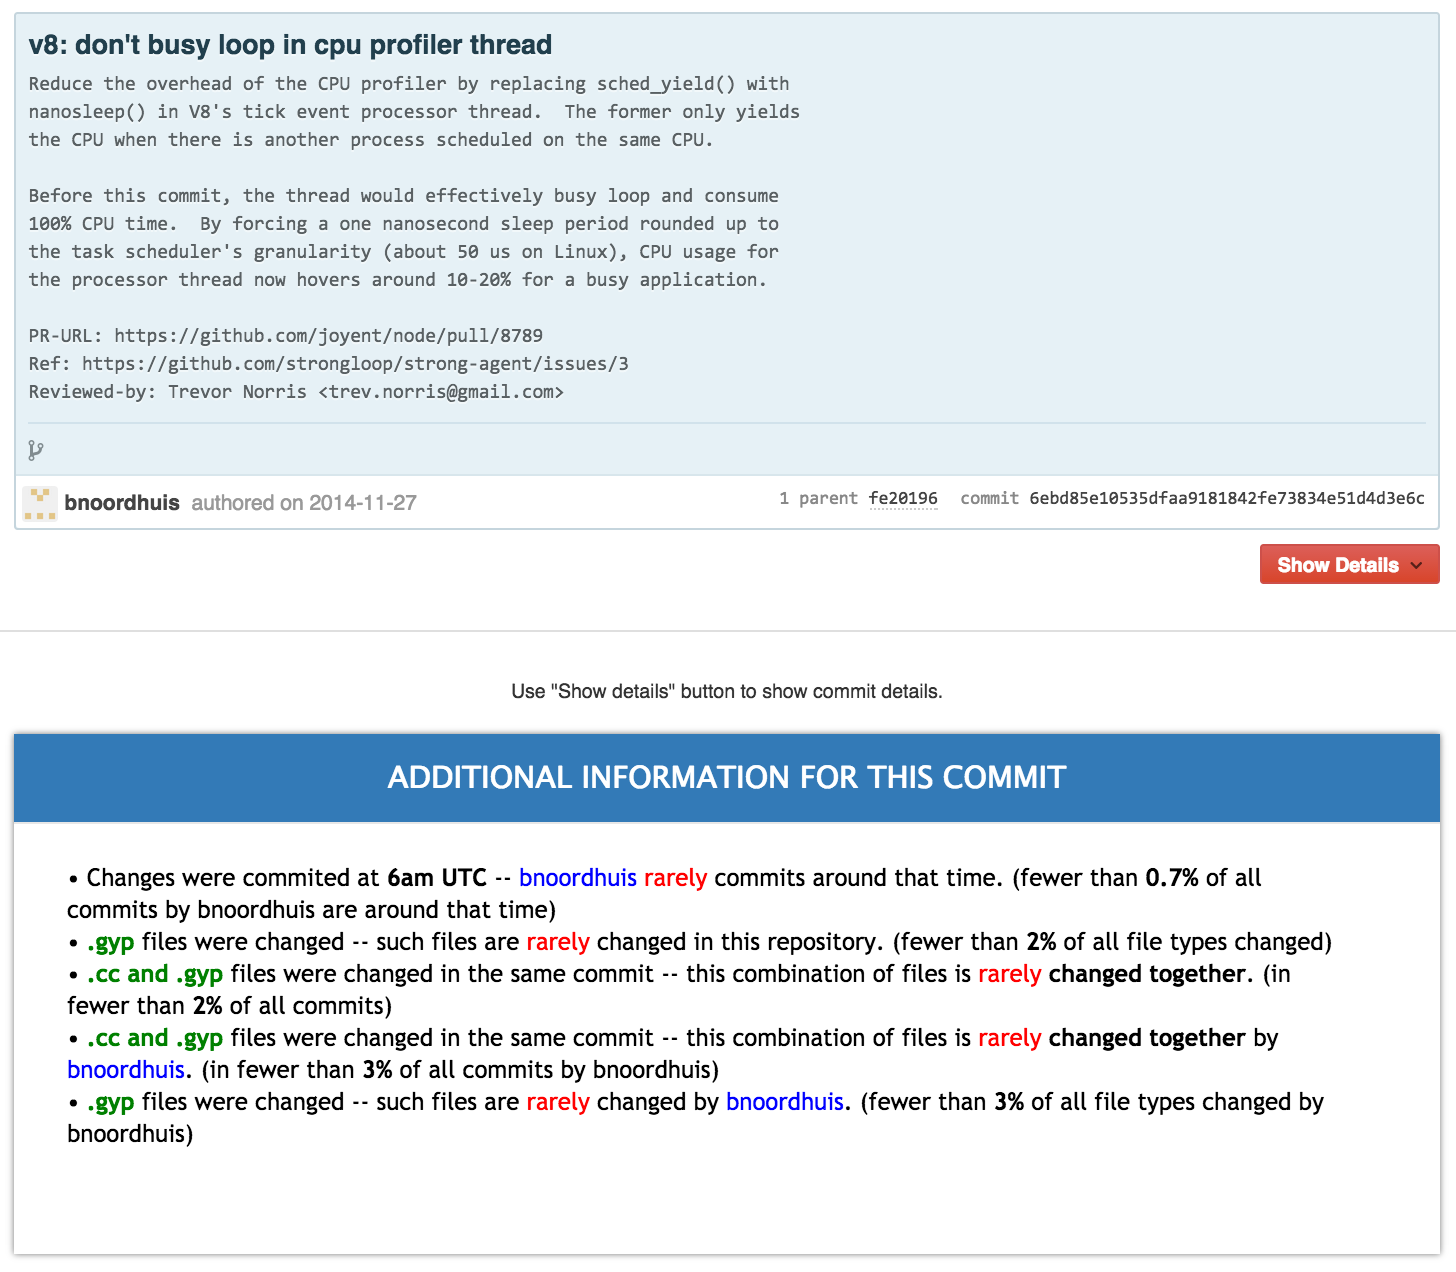 v8: don't busy loop in cpu profiler thread
Reduce the overhead of the CPU profiler by replacing sched_yield() with
nanosleep() in V8's tick event processor thread.  The former only yields
the CPU when there is another process scheduled on the same CPU.
Before this commit, the thread would effectively busy loop and consume
100% CPU time.  By forcing a one nanosecond sleep period rounded up to
the task scheduler's granularity (about 50 us on Linux), CPU usage for
the processor thread now hovers around 10-20% for a busy application.
PR-URL: https://github.com/joyent/node/pull/8789
Ref: https://github.com/strongloop/strong-agent/issues/3
Reviewed-by: Trevor Norris <trev.norris@gmail.com>
bnoordhuis authored on 2014-11-27 1 parent fe20196 commit 6ebd85e10535dfaa9181842fe73834e51d4d3e6c
Show Details
Use "Show details" button to show commit details.
ADDITIONAL INFORMATION FOR THIS COMMIT
• Changes were commited at 6am UTC -- bnoordhuis rarely commits around that time. (fewer than 0.7% of all
commits by bnoordhuis are around that time)
• .gyp files were changed -- such files are rarely changed in this repository. (fewer than 2% of all file types changed)
• .cc and .gyp files were changed in the same commit -- this combination of files is rarely changed together. (in
fewer than 2% of all commits)
• .cc and .gyp files were changed in the same commit -- this combination of files is rarely changed together by
bnoordhuis. (in fewer than 3% of all commits by bnoordhuis)
• .gyp files were changed -- such files are rarely changed by bnoordhuis. (fewer than 3% of all file types changed by
bnoordhuis)